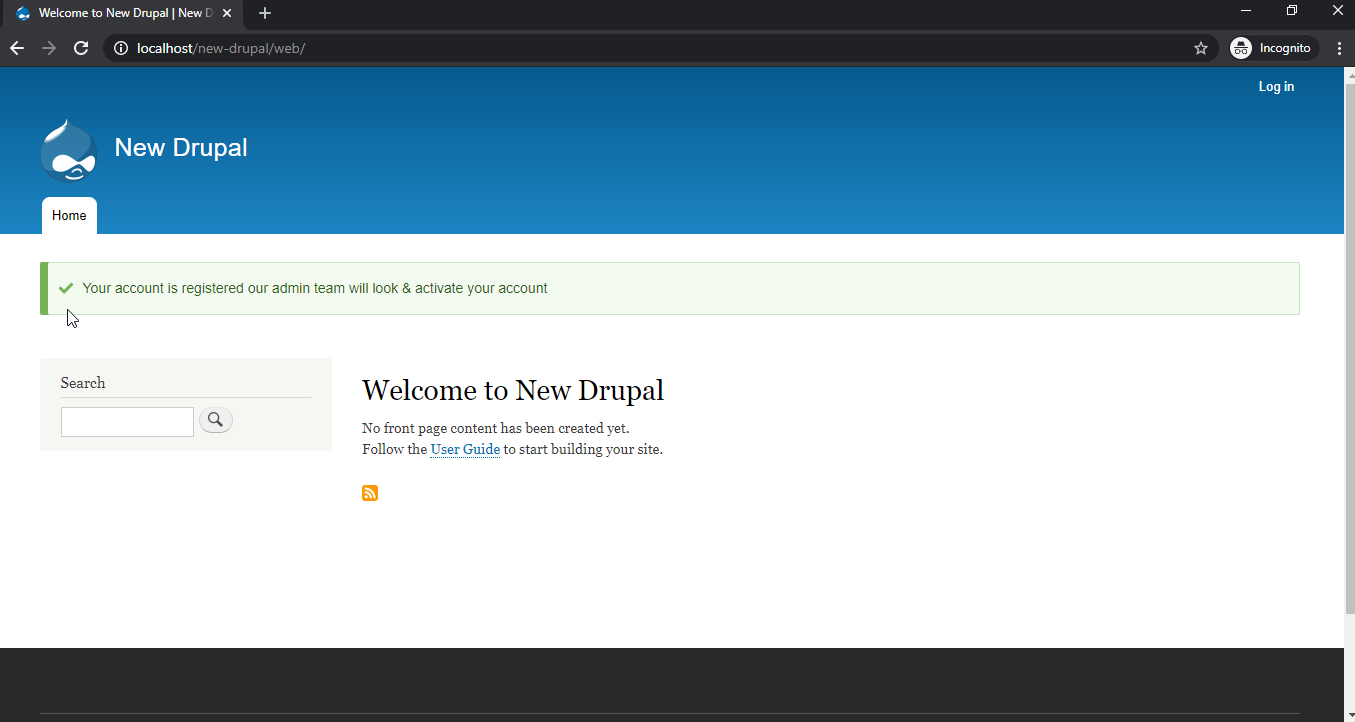 Welcome to New Drupal | New D
localhost/new-drupal/web/
Incognito
Log in
New Drupal
Home
Your account is registered our admin team will look & activate your account
Search
Welcome to New Drupal
No front page content has been created yet.
Follow the User Guide to start building your site.